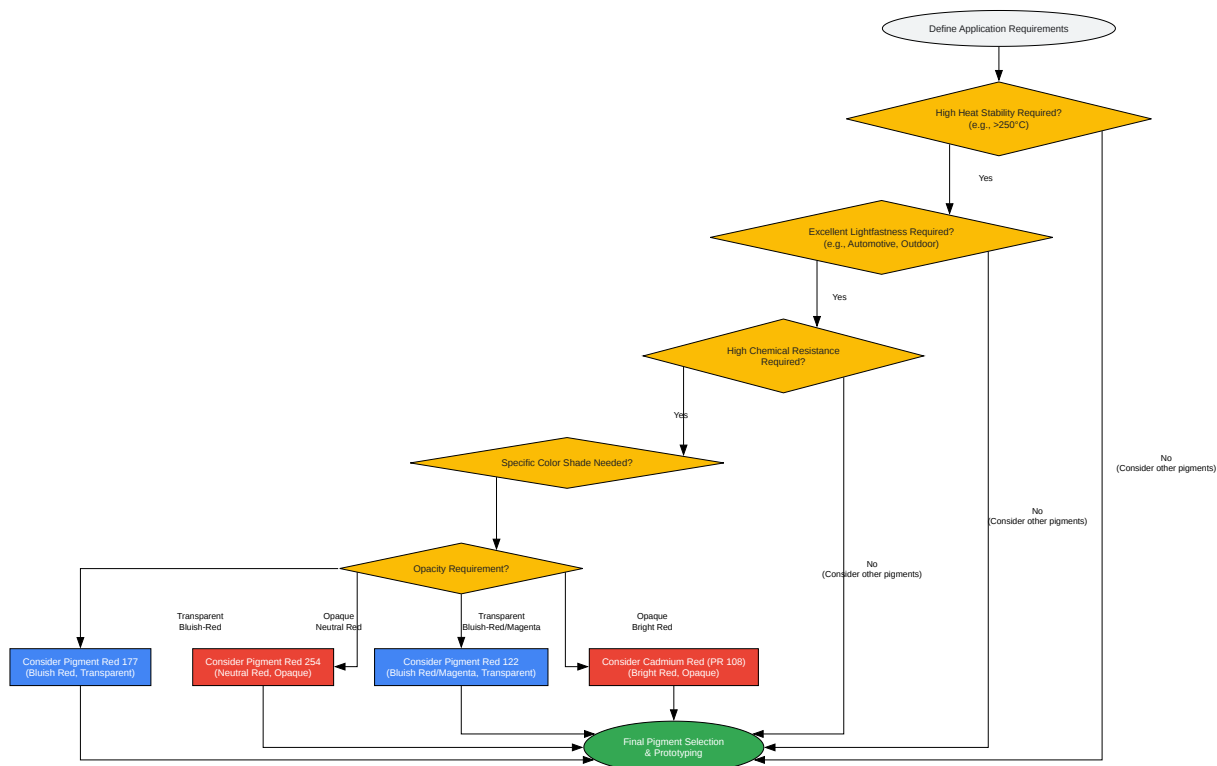 Define Application Requirements
High Heat Stability Required?
(e.g., >250°C)
Yes
Excellent Lightfastness Required?
(e.g., Automotive, Outdoor)
Yes
High Chemical Resistance
Required?
Yes
Specific Color Shade Needed?
No
(Consider other pigments)
No
(Consider other pigments)
No
(Consider other pigments)
Opacity Requirement?
Transparent
Bluish-Red
Opaque
Neutral Red
Transparent
Bluish-Red/Magenta
Opaque
Bright Red
Consider Pigment Red 177
(Bluish Red, Transparent)
Consider Pigment Red 254
(Neutral Red, Opaque)
Consider Pigment Red 122
(Bluish Red/Magenta, Transparent)
Consider Cadmium Red (PR 108)
(Bright Red, Opaque)
Final Pigment Selection
& Prototyping